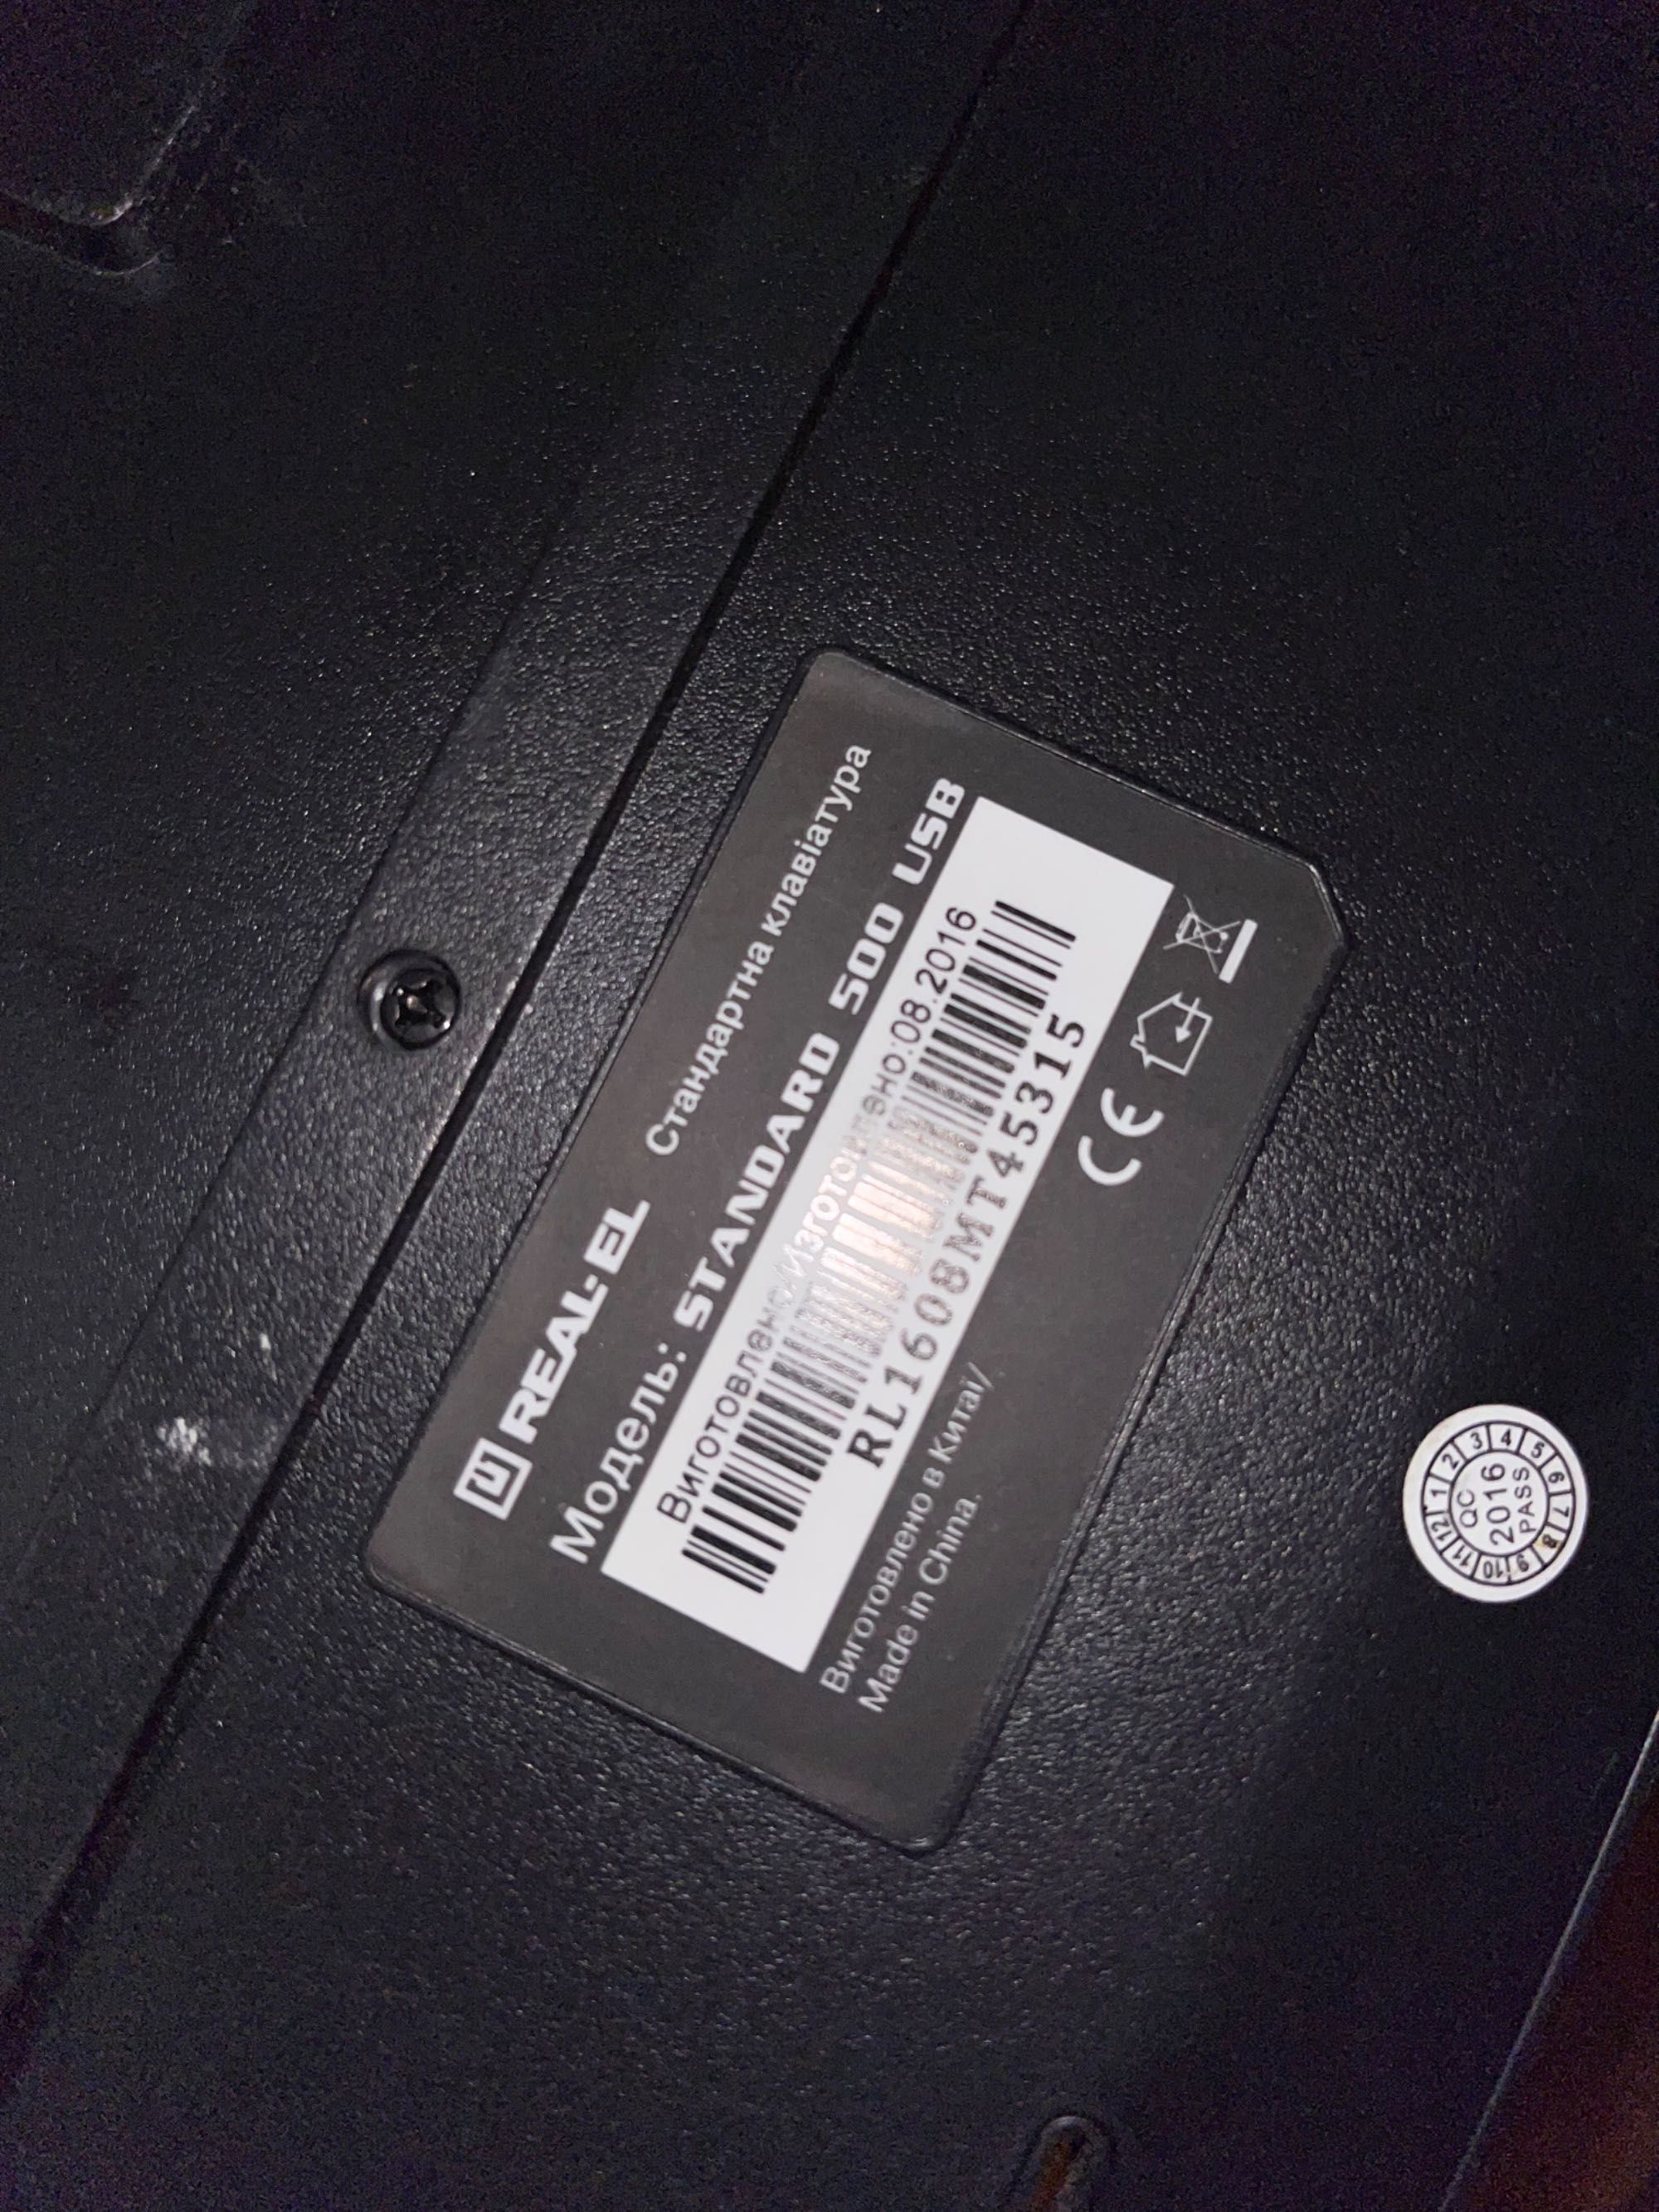 REAL-EL Стандартна клавіатура
Модель: STANDARD 500 USB
Виготовлено/Изготовлено:08.2016
RL1608MT45315
Виготовлено в Китаї/
Made in China.
CE
1 2 3 4 5 6 7 8 9 10 11 12
QC
2016
PASS